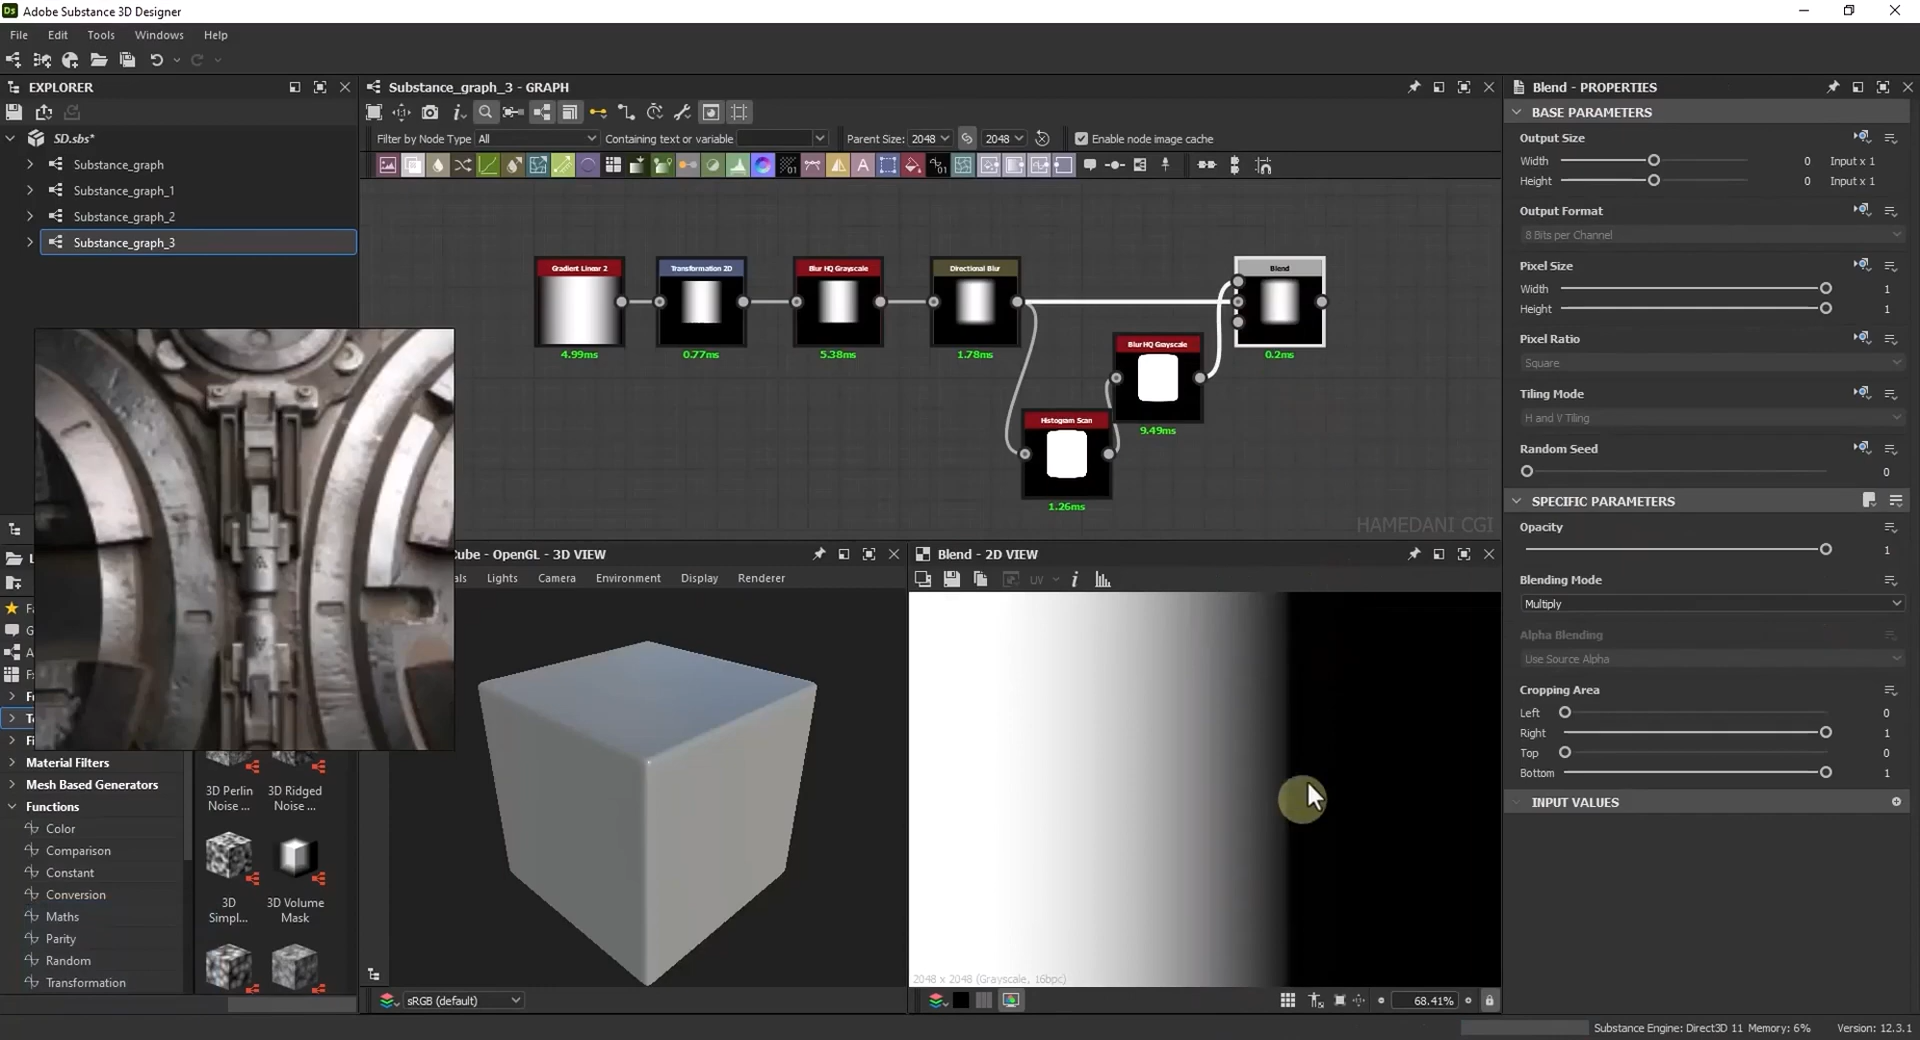 Ds Adobe Substance 3D Designer
File Edit Tools Windows Help
EXPLORER
SD.sbs*
Substance_graph
Substance_graph_1
Substance_graph_2
Substance_graph_3
Material Filters
Mesh Based Generators
Functions
Color
Comparison
Constant
Conversion
Maths
Parity
Random
Transformation
3D Perlin
Noise ...
3D Ridged
Noise ...
3D
Simpl...
3D Volume
Mask
Substance_graph_3 - GRAPH
Filter by Node Type All Containing text or variable Parent Size: 2048 2048 Enable node image cache
Gradient Linear 2
4.99ms
Transformation 2D
0.77ms
Blur HQ Grayscale
5.38ms
Directional Blur
1.78ms
Blend
0.2ms
Blur HQ Grayscale
9.49ms
Histogram Scan
1.26ms
HAMEDANI CGI
Cube - OpenGL - 3D VIEW
als Lights Camera Environment Display Renderer
sRGB (default)
Blend - 2D VIEW
UV
2048 x 2048 (Grayscale, 16bpc)
68.41%
Blend - PROPERTIES
BASE PARAMETERS
Output Size
Width 0 Input x 1
Height 0 Input x 1
Output Format
8 Bits per Channel
Pixel Size
Width 1
Height 1
Pixel Ratio
Square
Tiling Mode
H and V Tiling
Random Seed
0
SPECIFIC PARAMETERS
Opacity
1
Blending Mode
Multiply
Alpha Blending
Use Source Alpha
Cropping Area
Left 0
Right 1
Top 0
Bottom 1
INPUT VALUES
Substance Engine: Direct3D 11 Memory: 6% Version: 12.3.1